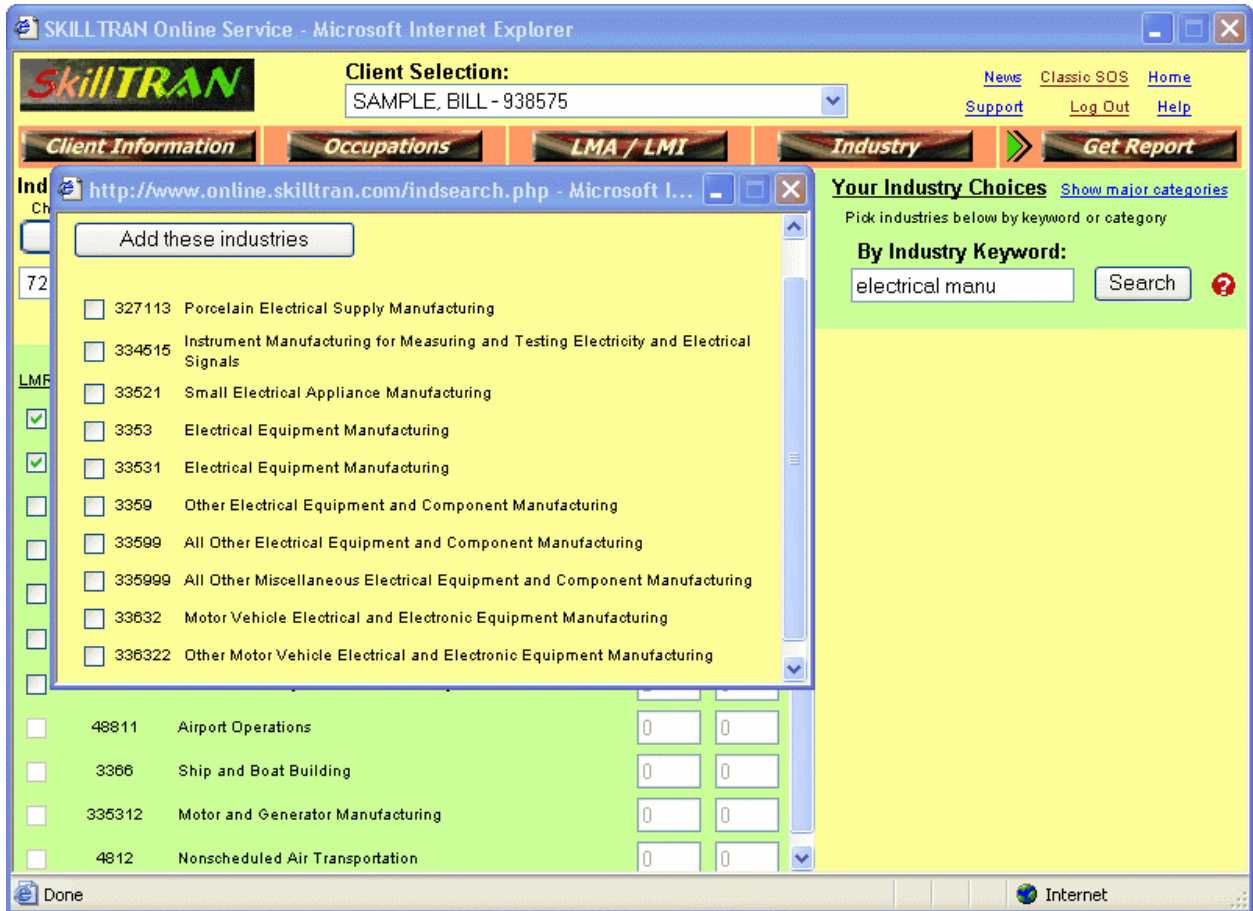 SKILLTRAN Online Service - Microsoft Internet Explorer
SkillTRAN
Client Selection:
SAMPLE, BILL - 938575
News Classic SOS Home
Support Log Out Help
Client Information Occupations LMA / LMI Industry Get Report
Ind
Ch
72
LMR
http://www.online.skilltran.com/indsearch.php - Microsoft I...
Add these industries
327113 Porcelain Electrical Supply Manufacturing
334515 Instrument Manufacturing for Measuring and Testing Electricity and Electrical
Signals
33521 Small Electrical Appliance Manufacturing
3353 Electrical Equipment Manufacturing
33531 Electrical Equipment Manufacturing
3359 Other Electrical Equipment and Component Manufacturing
33599 All Other Electrical Equipment and Component Manufacturing
335999 All Other Miscellaneous Electrical Equipment and Component Manufacturing
33632 Motor Vehicle Electrical and Electronic Equipment Manufacturing
336322 Other Motor Vehicle Electrical and Electronic Equipment Manufacturing
Your Industry Choices Show major categories
Pick industries below by keyword or category
By Industry Keyword:
electrical manu Search ?
48811 Airport Operations 0 0
3366 Ship and Boat Building 0 0
335312 Motor and Generator Manufacturing 0 0
4812 Nonscheduled Air Transportation 0 0
Done Internet